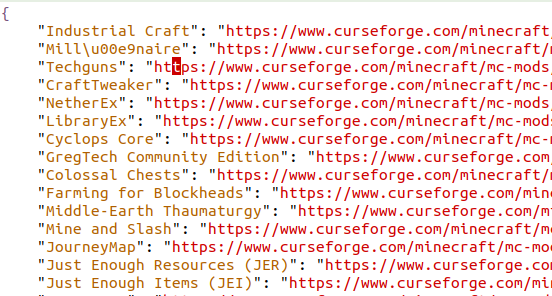 {
"Industrial Craft": "https://www.curseforge.com/minecraft/
"Mill\u00e9naire": "https://www.curseforge.com/minecraft/
"Techguns": "https://www.curseforge.com/minecraft/mc-mods/
"CraftTweaker": "https://www.curseforge.com/minecraft/mc-m
"NetherEx": "https://www.curseforge.com/minecraft/mc-mods/
"LibraryEx": "https://www.curseforge.com/minecraft/mc-mods
"Cyclops Core": "https://www.curseforge.com/minecraft/mc-m
"GregTech Community Edition": "https://www.curseforge.com
"Colossal Chests": "https://www.curseforge.com/minecraft/
"Farming for Blockheads": "https://www.curseforge.com/mine
"Middle-Earth Thaumaturgy": "https://www.curseforge.com/mi
"Mine and Slash": "https://www.curseforge.com/minecraft/m
"JourneyMap": "https://www.curseforge.com/minecraft/mc-mod
"Just Enough Resources (JER)": "https://www.curseforge.com
"Just Enough Items (JEI)": "https://www.curseforge.com/min